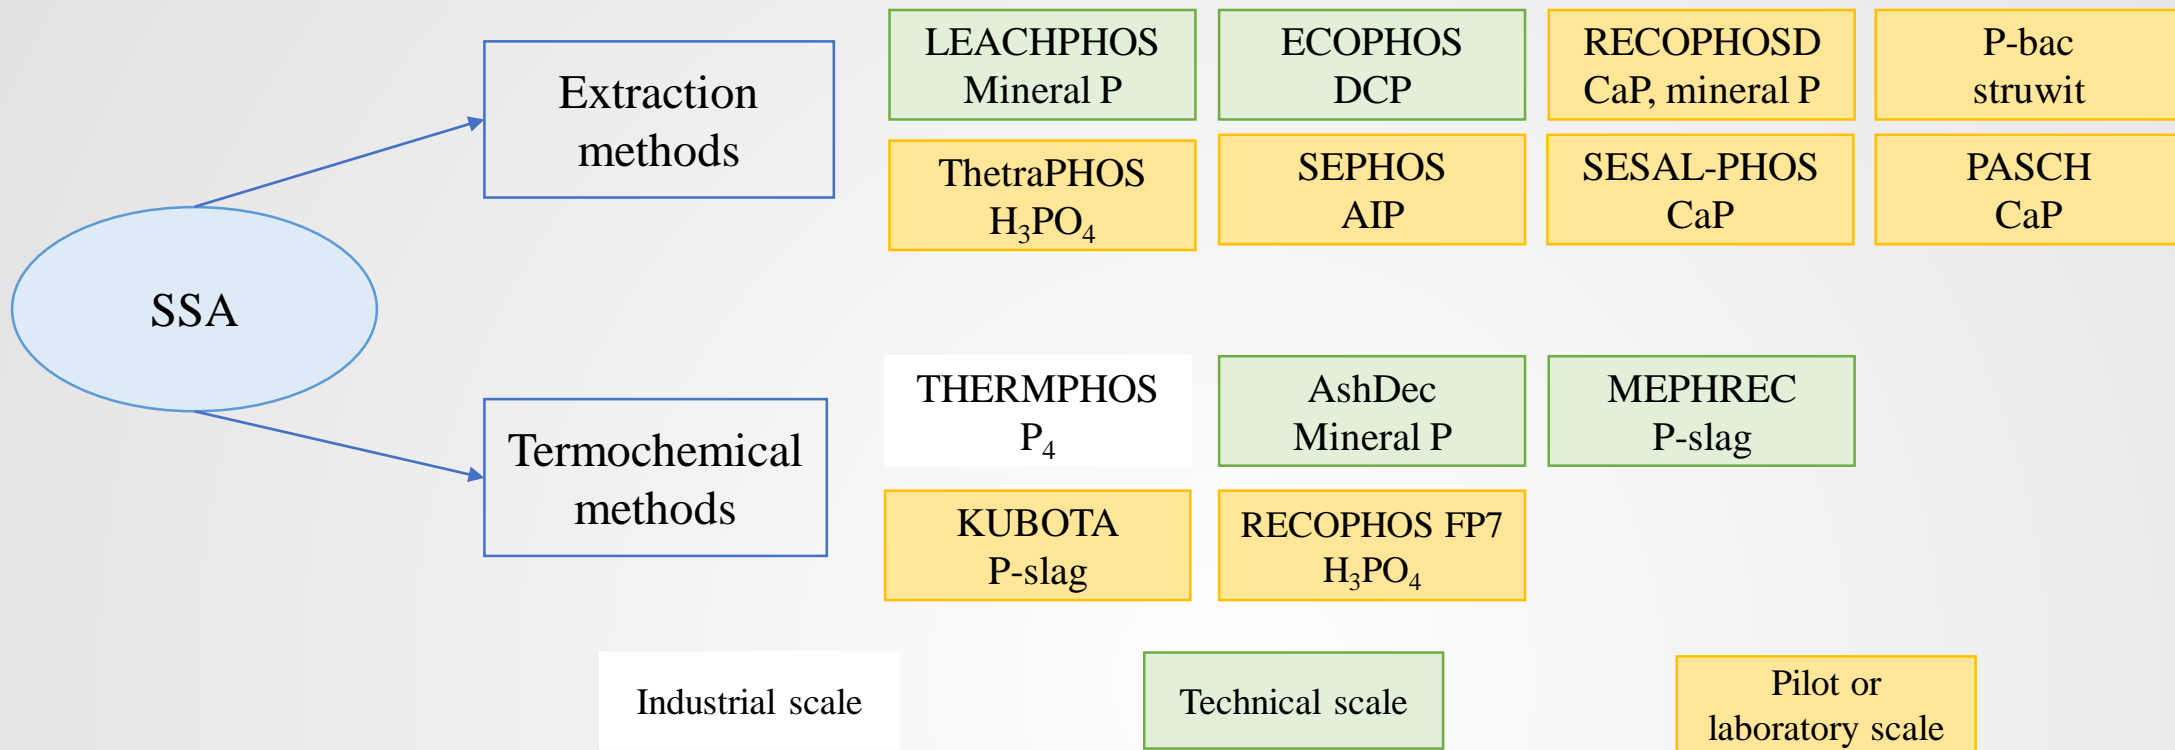 SSA
Extraction
methods
LEACHPHOS
Mineral P
ECOPHOS
DCP
RECOPHOSD
CaP, mineral P
P-bac
struwit
ThetraPHOS
H₃PO₄
SEPHOS
AIP
SESAL-PHOS
CaP
PASCH
CaP
Termochemical
methods
THERMPHOS
P₄
AshDec
Mineral P
MEPHREC
P-slag
KUBOTA
P-slag
RECOPHOS FP7
H₃PO₄
Industrial scale
Technical scale
Pilot or
laboratory scale